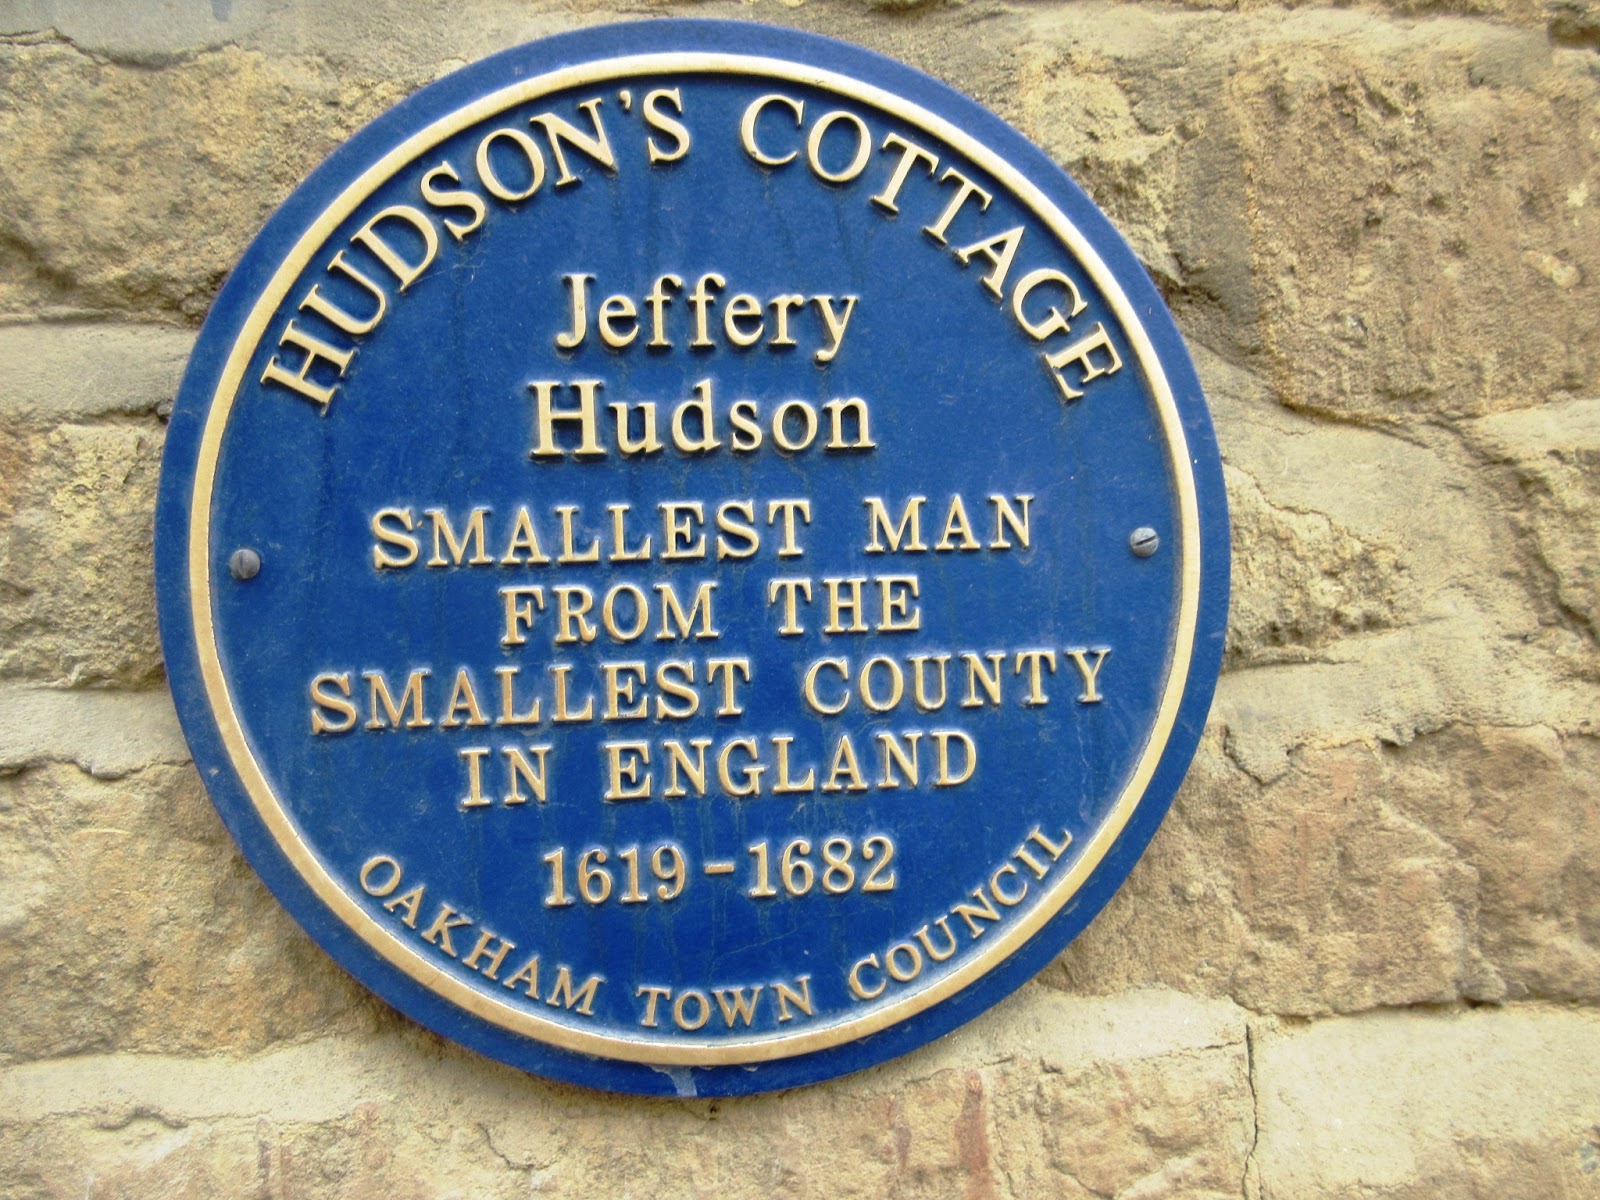 HUDSON'S COTTAGE
Jeffery
Hudson
SMALLEST MAN
FROM THE
SMALLEST COUNTY
IN ENGLAND
1619-1682
OAKHAM TOWN COUNCIL